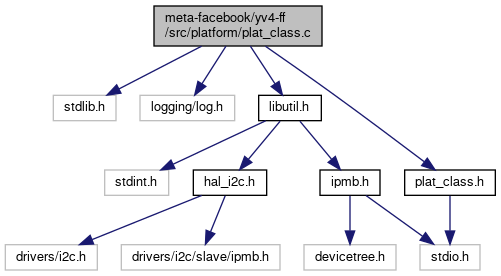 meta-facebook/yv4-ff
/src/platform/plat_class.c
stdlib.h
logging/log.h
libutil.h
stdint.h
hal_i2c.h
ipmb.h
plat_class.h
drivers/i2c.h
drivers/i2c/slave/ipmb.h
devicetree.h
stdio.h